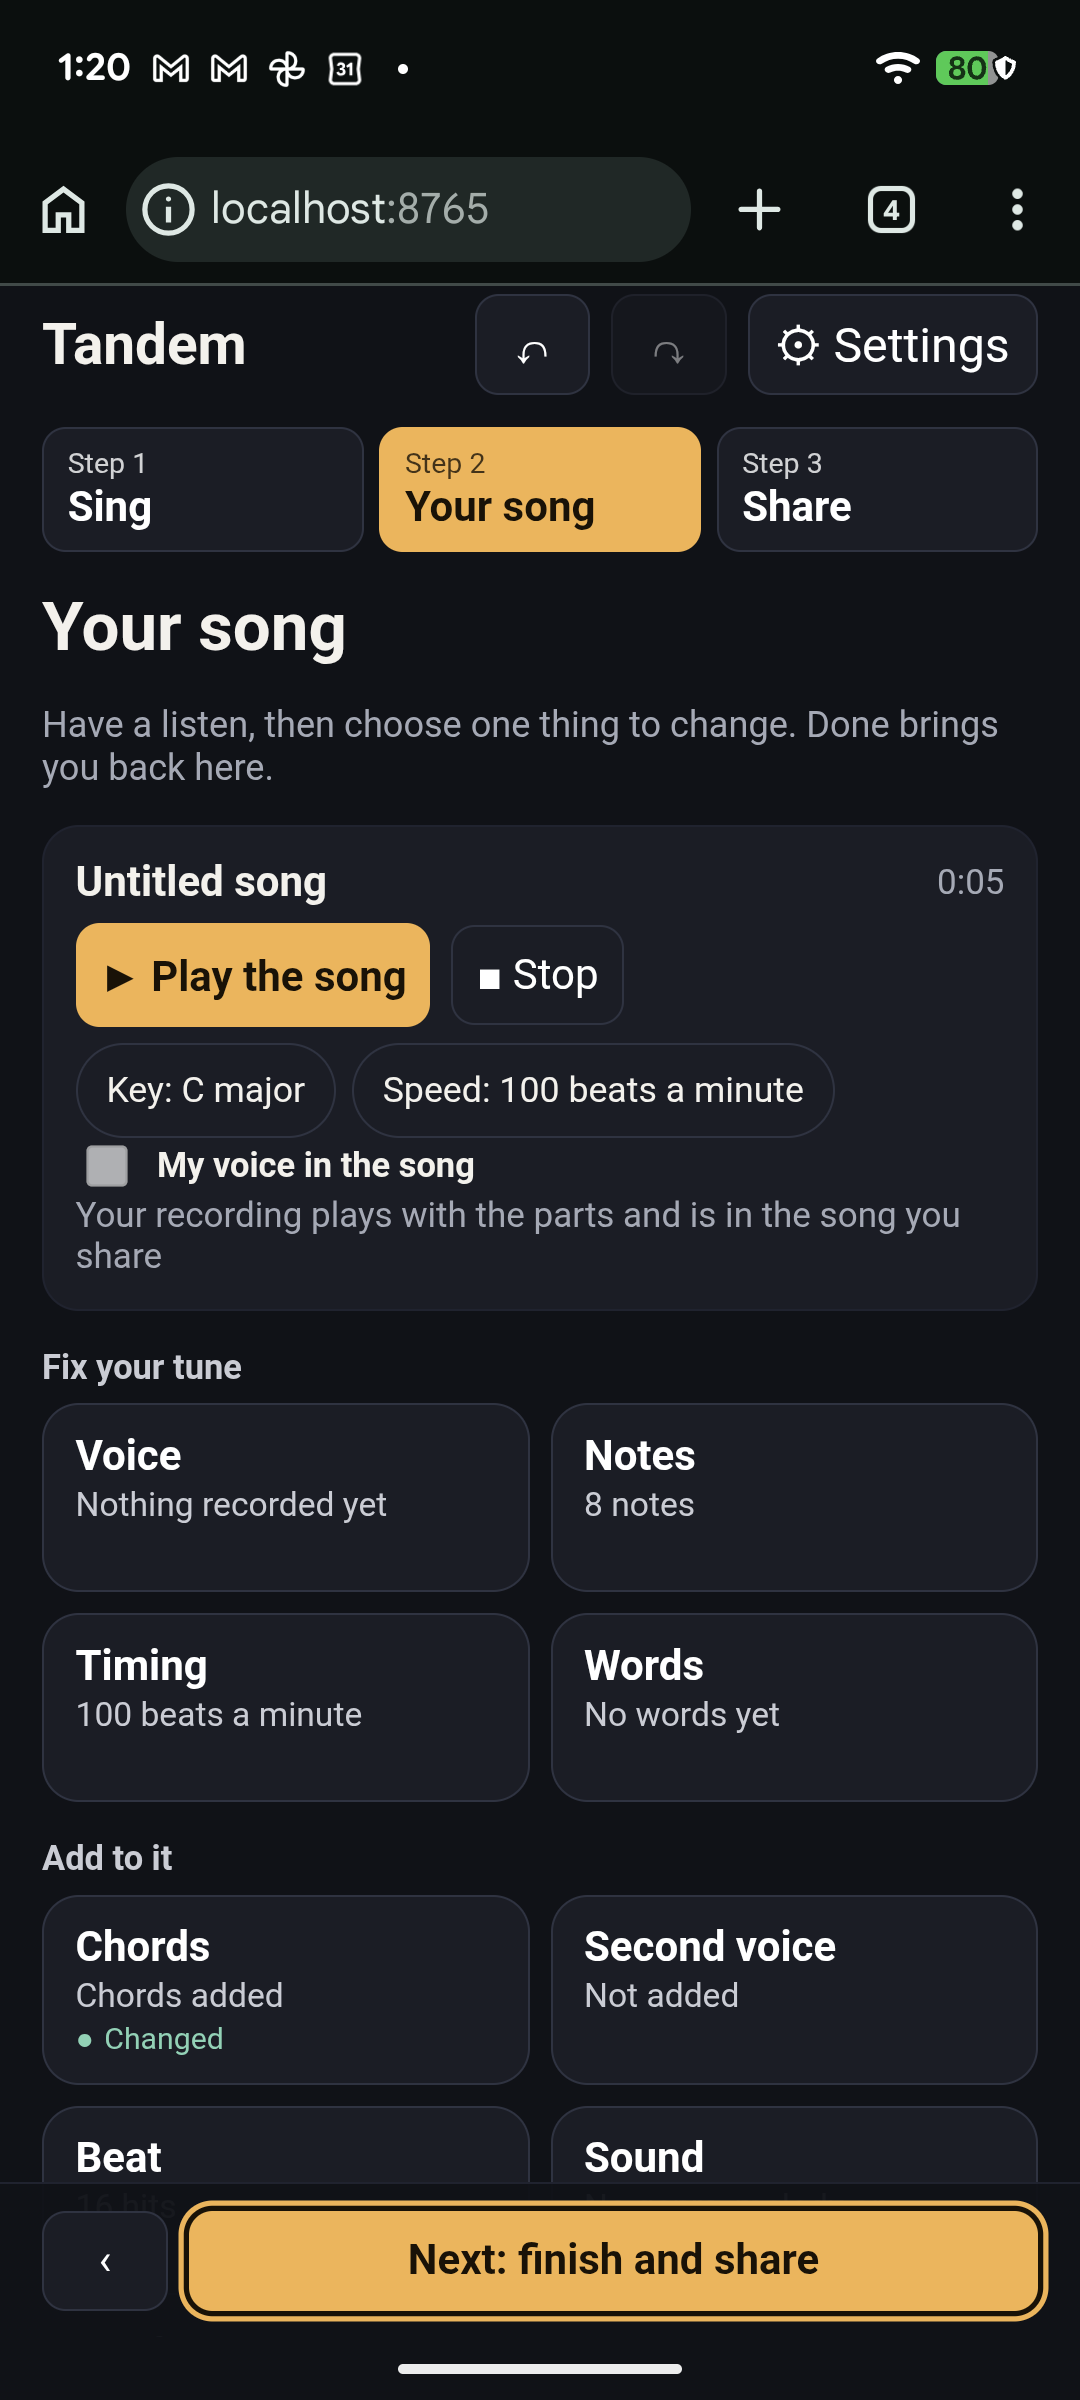 1:20
31
80
localhost:8765
4
Tandem
Settings
Step 1
Sing
Step 2
Your song
Step 3
Share
Your song
Have a listen, then choose one thing to change. Done brings
you back here.
Untitled song
0:05
▶ Play the song
■ Stop
Key: C major
Speed: 100 beats a minute
My voice in the song
Your recording plays with the parts and is in the song you
share
Fix your tune
Voice
Nothing recorded yet
Notes
8 notes
Timing
100 beats a minute
Words
No words yet
Add to it
Chords
Chords added
● Changed
Second voice
Not added
Beat
16 hits
Sound
‹
Next: finish and share